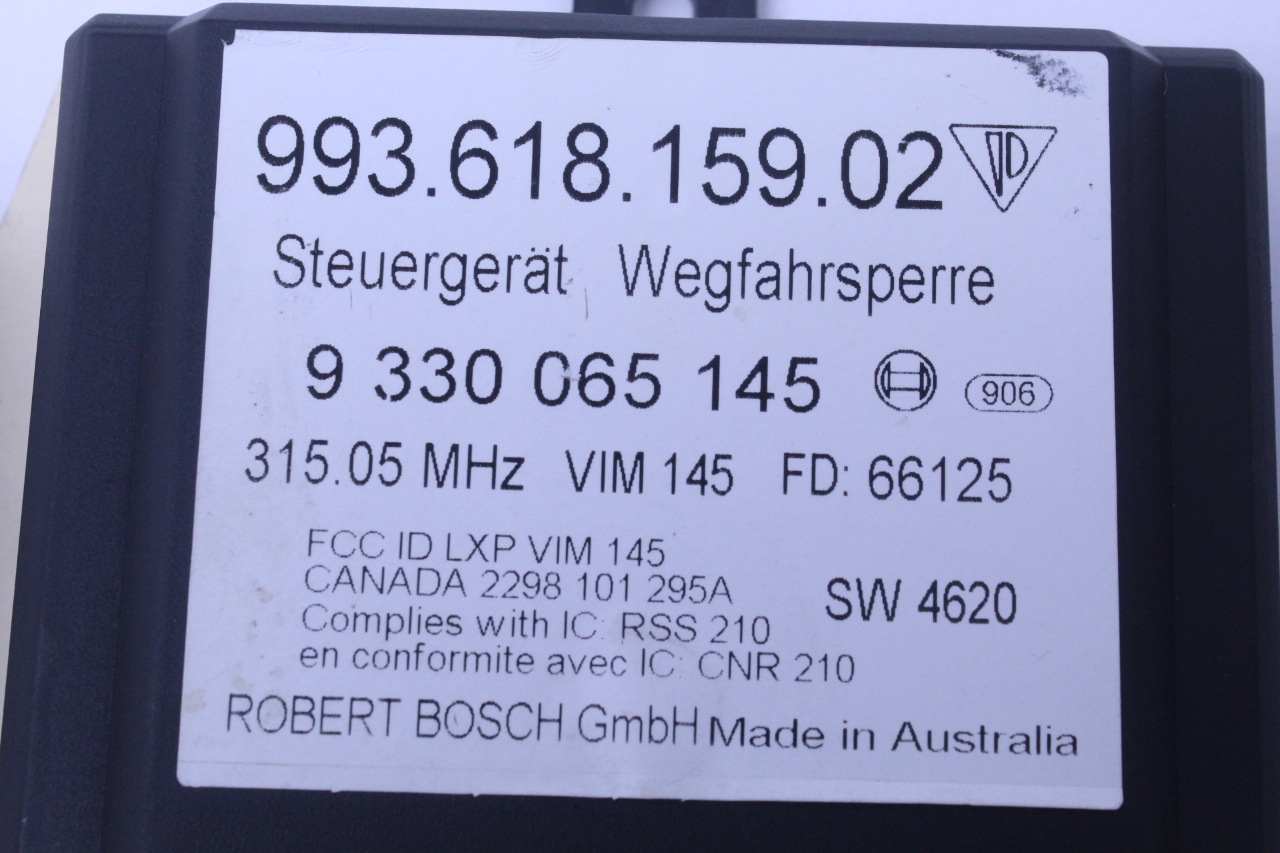 993.618.159.02
Steuergerät Wegfahrsperre
9 330 065 145 906
315.05 MHz VIM 145 FD: 66125
FCC ID LXP VIM 145
CANADA 2298 101 295A
SW 4620
Complies with IC: RSS 210
en conformite avec IC: CNR 210
ROBERT BOSCH GmbH Made in Australia